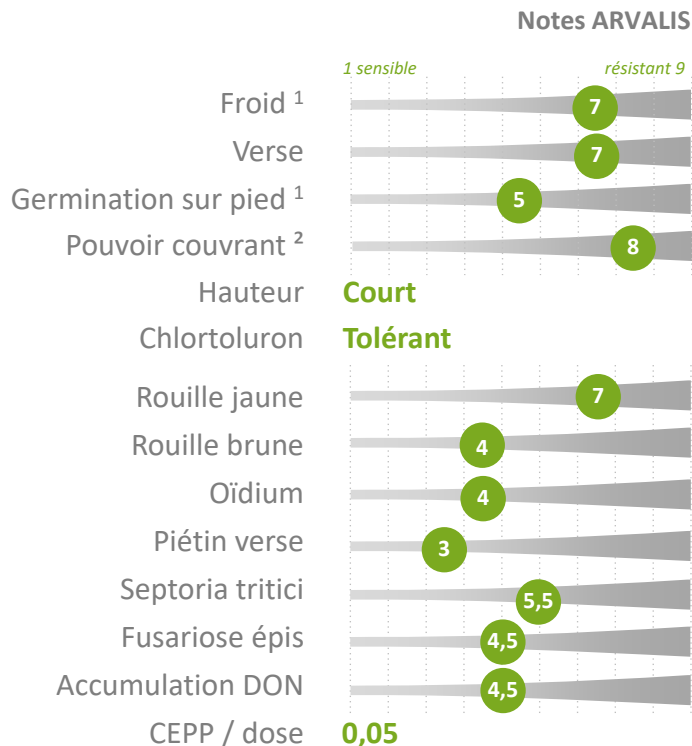 Notes ARVALIS
1 sensible résistant 9
Froid ¹ 7
Verse 7
Germination sur pied ¹ 5
Pouvoir couvrant ² 8
Hauteur Court
Chlortoluron Tolérant
Rouille jaune 7
Rouille brune 4
Oïdium 4
Piétin verse 3
Septoria tritici 5,5
Fusariose épis 4,5
Accumulation DON 4,5
CEPP / dose 0,05